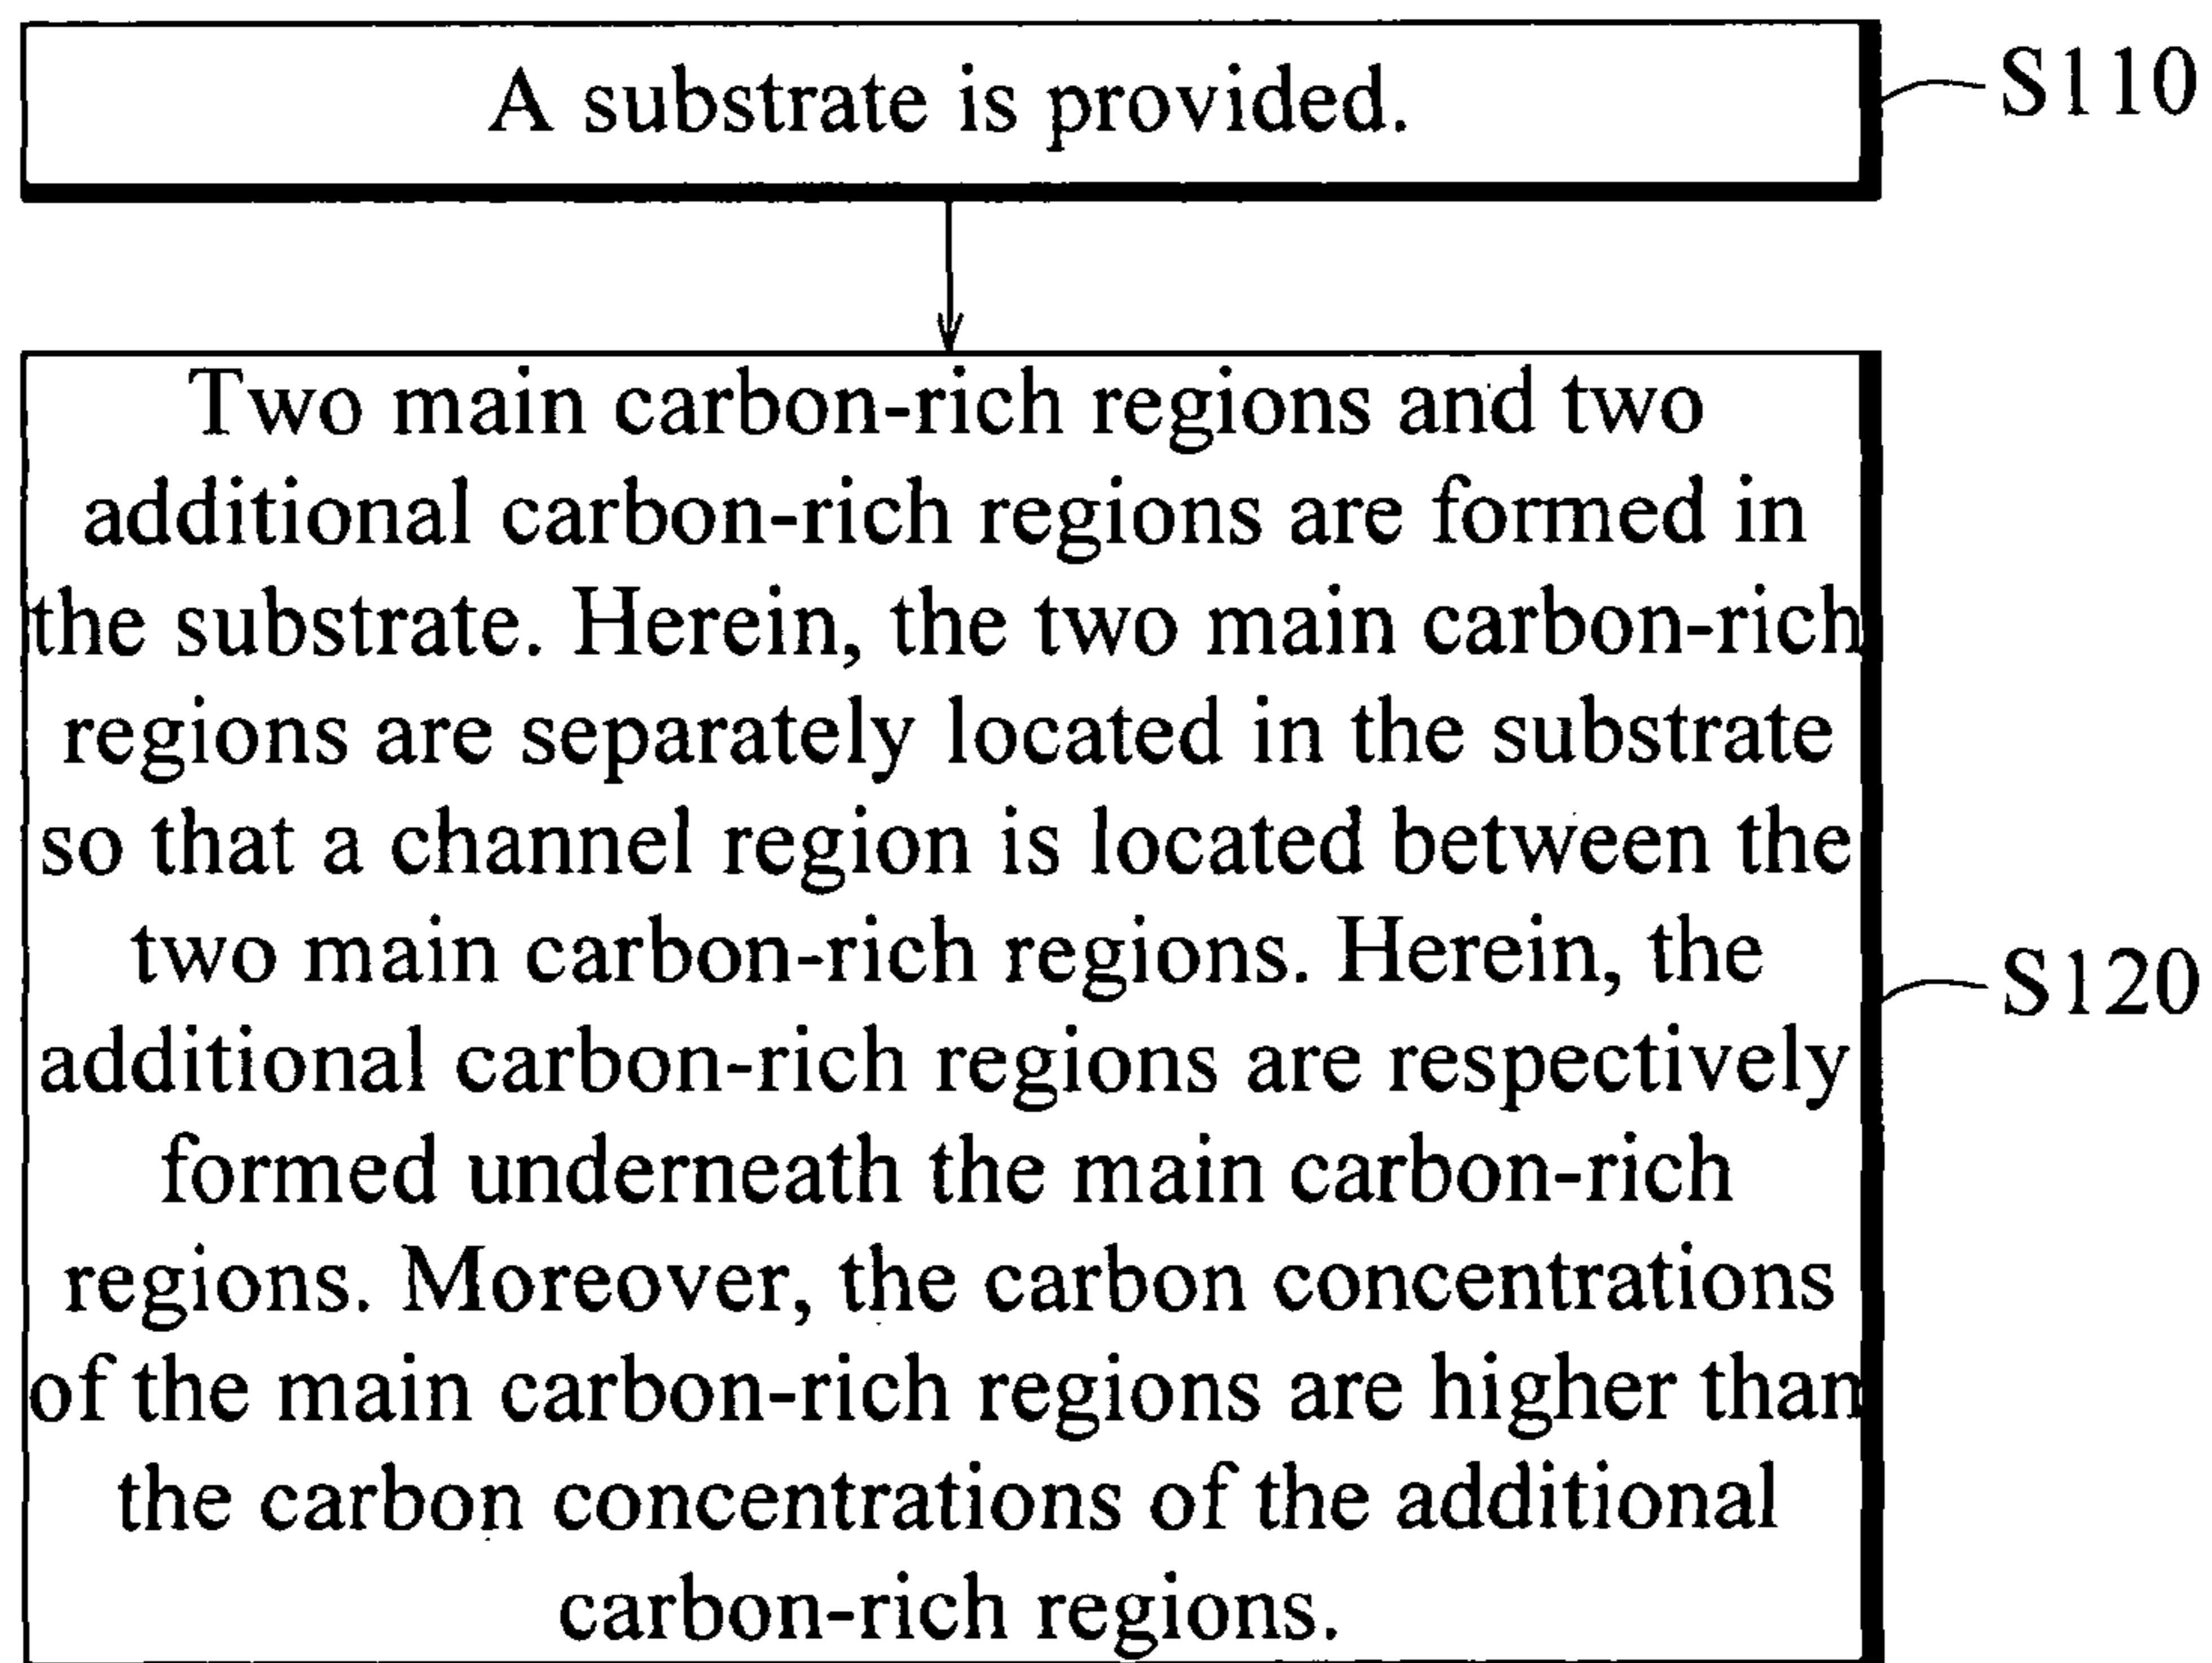 A substrate is provided.
S110
Two main carbon-rich regions and two
additional carbon-rich regions are formed in
the substrate. Herein, the two main carbon-rich
regions are separately located in the substrate
so that a channel region is located between the
two main carbon-rich regions. Herein, the
additional carbon-rich regions are respectively
formed underneath the main carbon-rich
regions. Moreover, the carbon concentrations
of the main carbon-rich regions are higher than
the carbon concentrations of the additional
carbon-rich regions.
S120